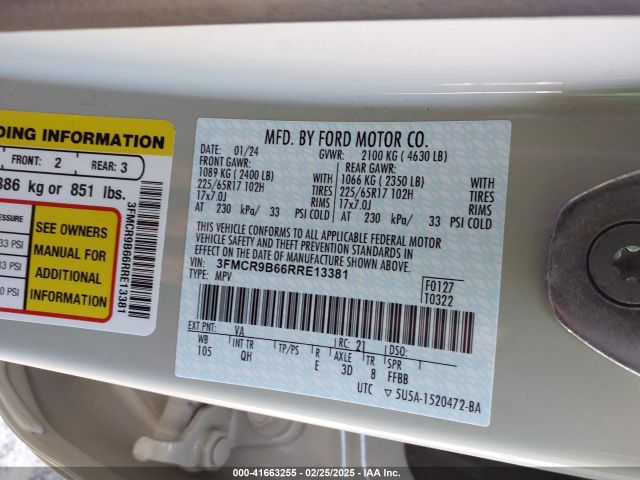 DING INFORMATION
FRONT: 2 REAR: 3
386 kg or 851 lbs.
PRESSURE
33 PSI
33 PSI
0 PSI
SEE OWNERS
MANUAL FOR
ADDITIONAL
INFORMATION
3FMCR9B66RRE13381
MFD. BY FORD MOTOR CO.
DATE: 01/24 GVWR: 2100 KG ( 4630 LB)
FRONT GAWR: REAR GAWR:
1089 KG ( 2400 LB) WITH 1066 KG ( 2350 LB) WITH
225/65R17 102H TIRES 225/65R17 102H TIRES
17x7.0J RIMS 17x7.0J RIMS
AT 230 kPa/ 33 PSI COLD AT 230 kPa/ 33 PSI COLD
THIS VEHICLE CONFORMS TO ALL APPLICABLE FEDERAL MOTOR
VEHICLE SAFETY AND THEFT PREVENTION STANDARDS IN
EFFECT ON THE DATE OF MANUFACTURE SHOWN ABOVE.
VIN: 3FMCR9B66RRE13381
TYPE: MPV
F0127
T0322
EXT PNT: VA RC: 21 DSO:
WB INT TR TP/PS R AXLE TR SPR
105 QH E 3D 8 FFBB
UTC ▽ 5U5A-1520472-BA
000-41663255 - 02/25/2025 - IAA Inc.